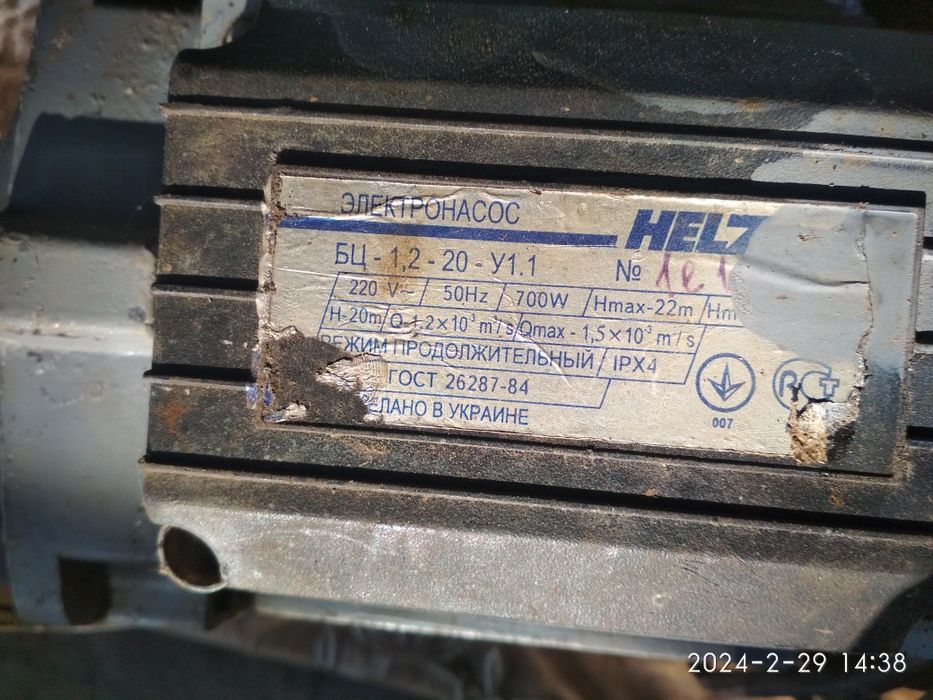 ЭЛЕКТРОНАСОС HELZ
БЦ - 1,2 - 20 - У1.1 №
220 V~ 50Hz 700W Hmax-22m Hm
H-20m Q-1,2×10⁻³ m³/s Qmax - 1,5×10⁻³ m³/s
РЕЖИМ ПРОДОЛЖИТЕЛЬНЫЙ IPX4
ГОСТ 26287-84
ЕЛАНО В УКРАИНЕ
007
2024-2-29 14:38